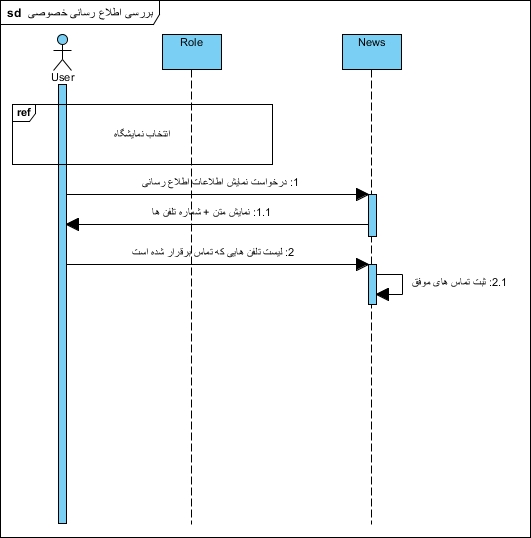 sd بررسی اطلاع رسانی خصوصی
Role
News
User
ref
انتخاب نمایشگاه
1: درخواست نمایش اطلاعات اطلاع رسانی
1.1: نمایش متن + شماره تلفن ها
2: لیست تلفن هایی که تماس برقرار شده است
2.1: ثبت تماس های موفق